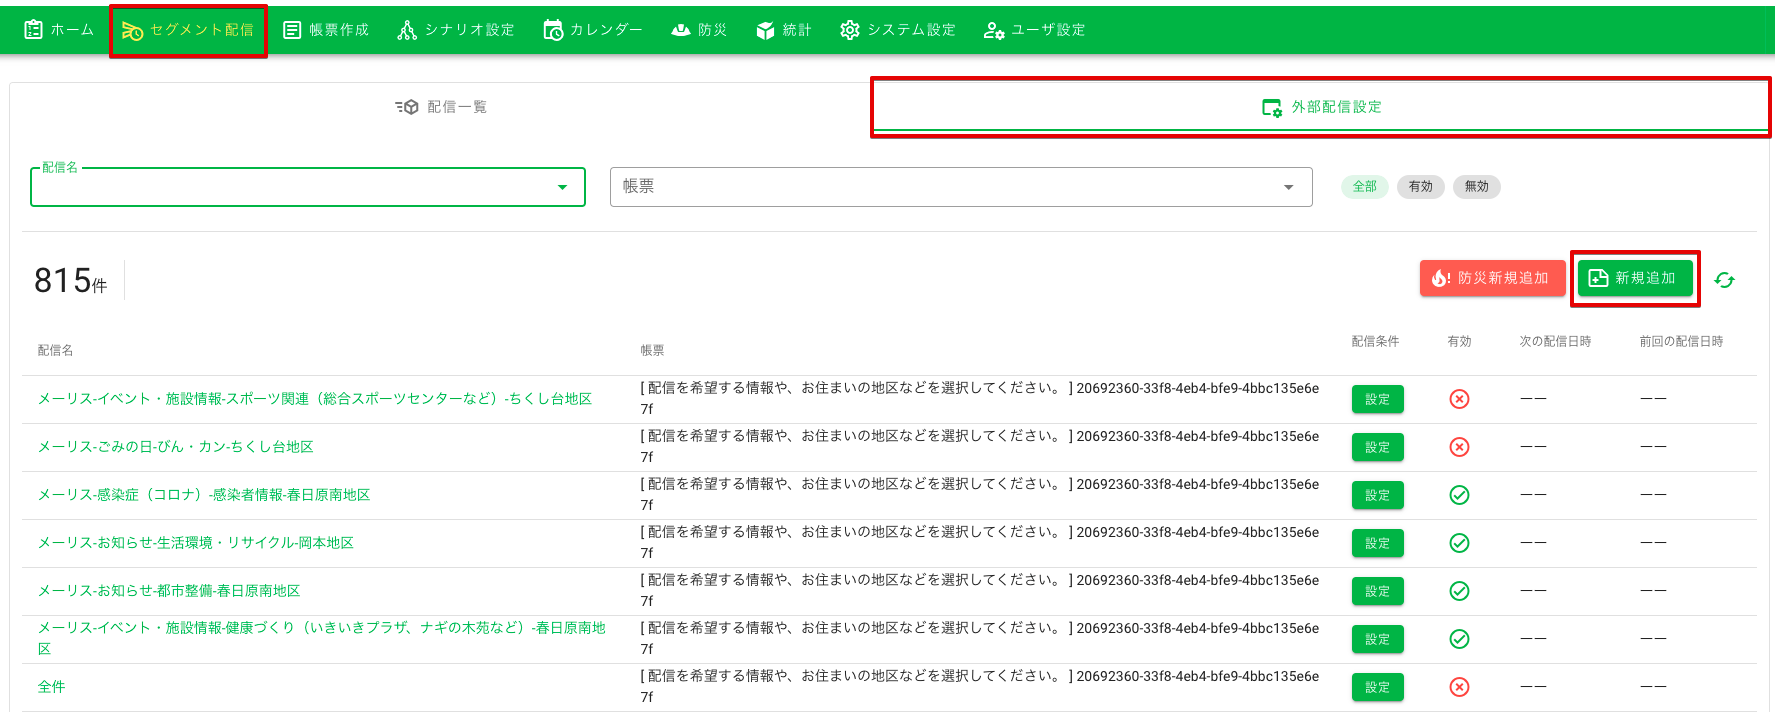 ホーム セグメント配信 帳票作成 シナリオ設定 カレンダー 防災 統計 システム設定 ユーザ設定
配信一覧 外部配信設定
配信名
帳票 全部 有効 無効
815件 防災新規追加 新規追加
配信名 帳票 配信条件 有効 次の配信日時 前回の配信日時
メーリス-イベント・施設情報-スポーツ関連（総合スポーツセンターなど）-ちくし台地区
[ 配信を希望する情報や、お住まいの地区などを選択してください。 ] 20692360-33f8-4eb4-bfe9-4bbc135e6e
7f
設定 —— ——
メーリス-ごみの日-びん・カン-ちくし台地区
[ 配信を希望する情報や、お住まいの地区などを選択してください。 ] 20692360-33f8-4eb4-bfe9-4bbc135e6e
7f
設定 —— ——
メーリス-感染症（コロナ）-感染者情報-春日原南地区
[ 配信を希望する情報や、お住まいの地区などを選択してください。 ] 20692360-33f8-4eb4-bfe9-4bbc135e6e
7f
設定 —— ——
メーリス-お知らせ-生活環境・リサイクル-岡本地区
[ 配信を希望する情報や、お住まいの地区などを選択してください。 ] 20692360-33f8-4eb4-bfe9-4bbc135e6e
7f
設定 —— ——
メーリス-お知らせ-都市整備-春日原南地区
[ 配信を希望する情報や、お住まいの地区などを選択してください。 ] 20692360-33f8-4eb4-bfe9-4bbc135e6e
7f
設定 —— ——
メーリス-イベント・施設情報-健康づくり（いきいきプラザ、ナギの木苑など）-春日原南地
区
[ 配信を希望する情報や、お住まいの地区などを選択してください。 ] 20692360-33f8-4eb4-bfe9-4bbc135e6e
7f
設定 —— ——
全件
[ 配信を希望する情報や、お住まいの地区などを選択してください。 ] 20692360-33f8-4eb4-bfe9-4bbc135e6e
7f
設定 —— ——